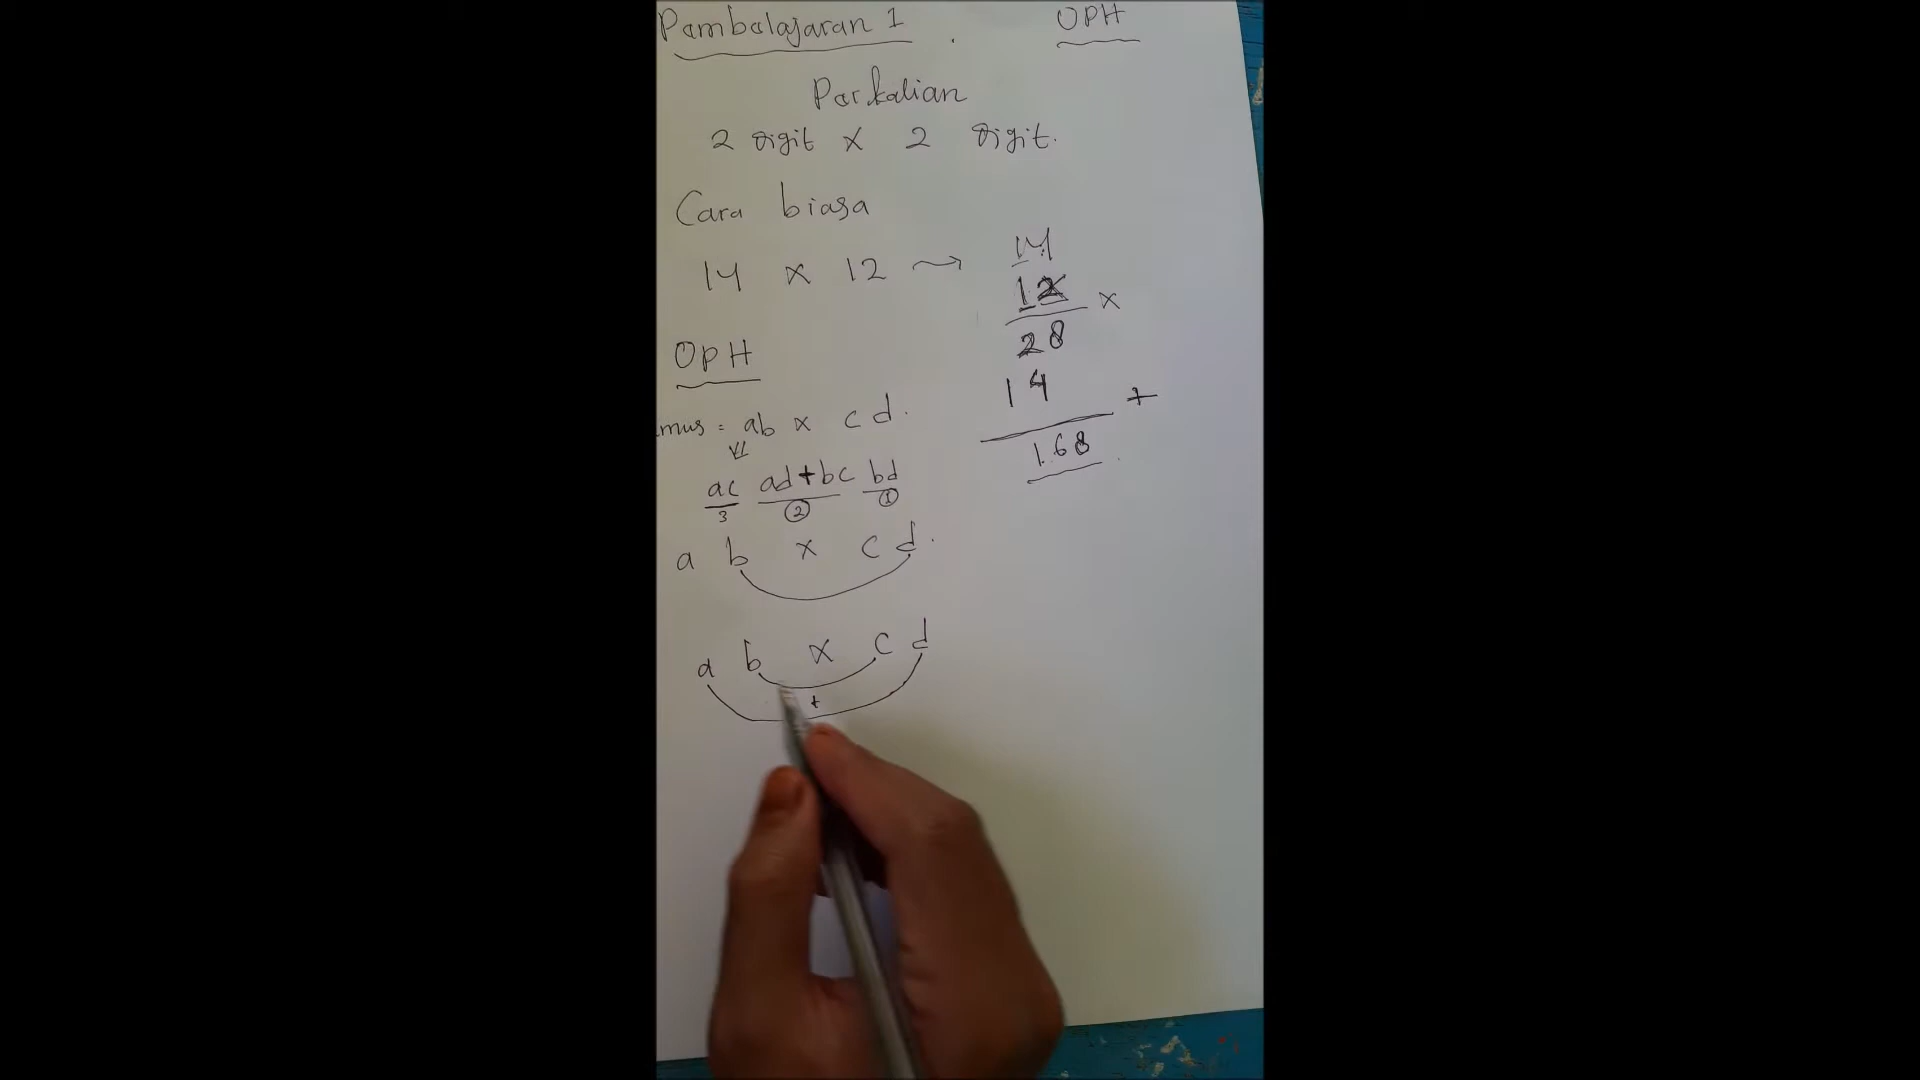 Pembelajaran 1 OPH
Perkalian
2 digit x 2 digit.
Cara biasa
14 x 12 → 14
12 x
28
14 +
168
OPH
mus = ab x cd.
ac ad+bc bd
3 2 1
a b x c d.
a b x c d
+